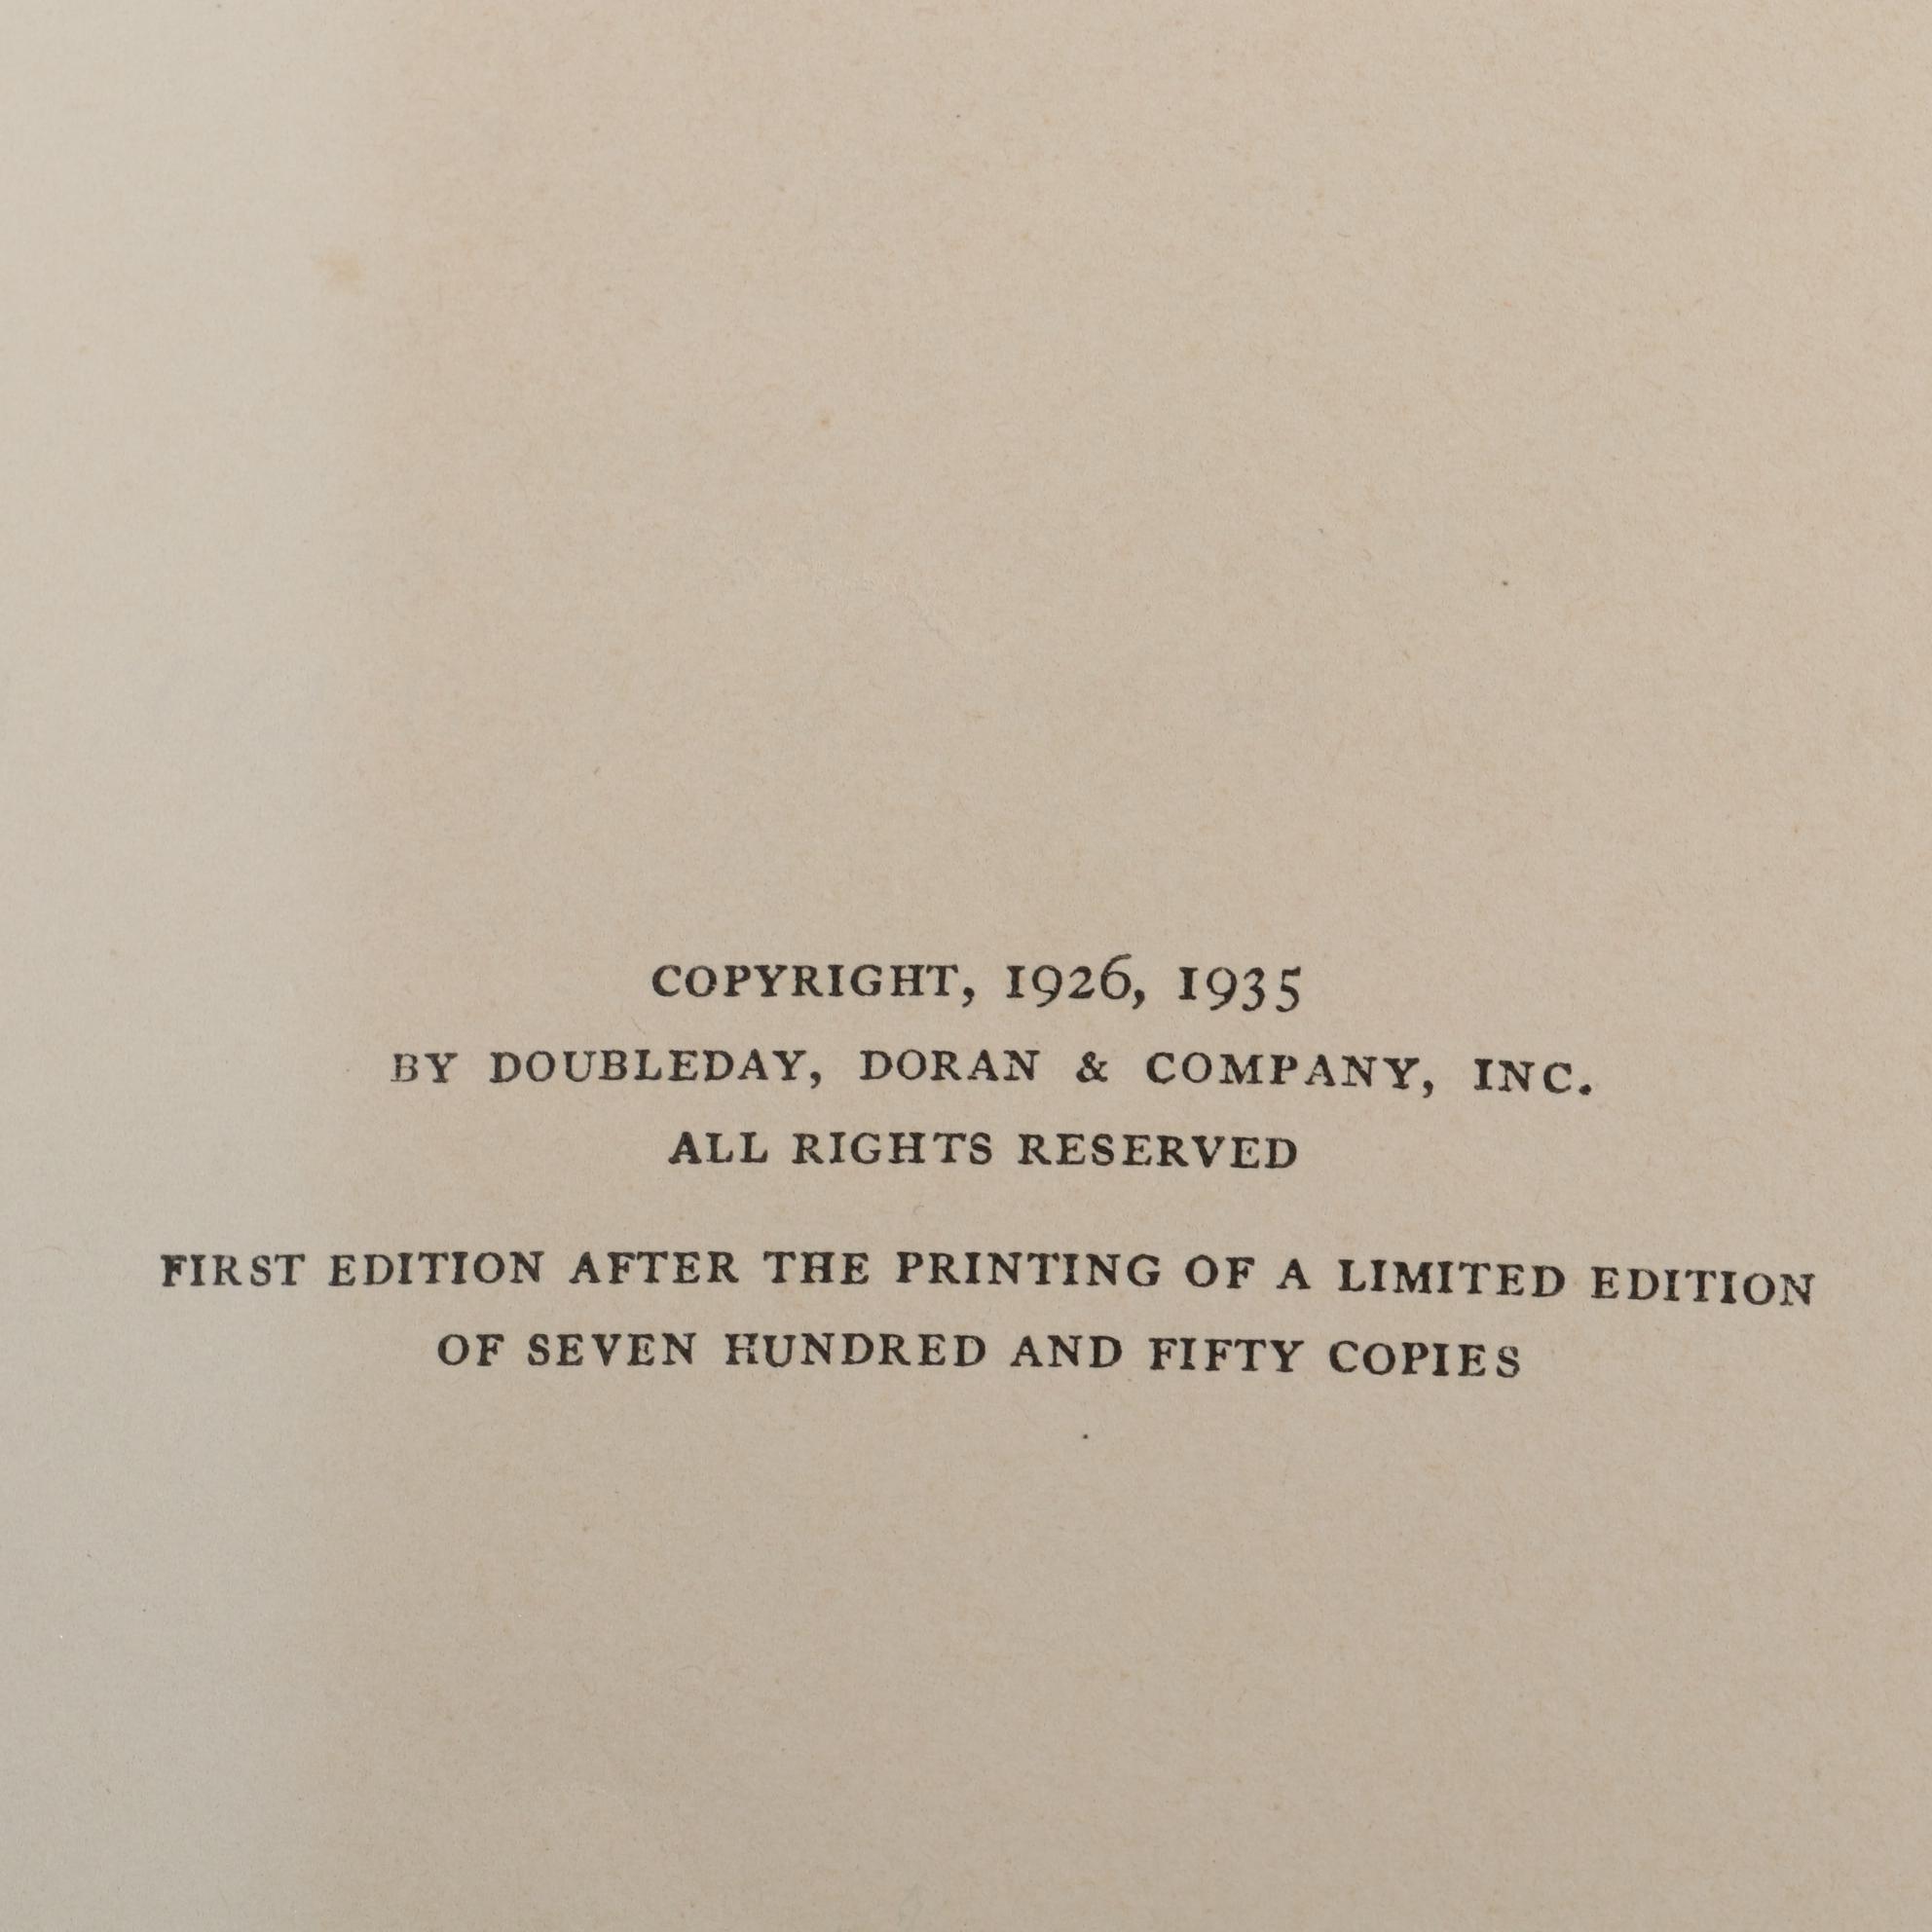 COPYRIGHT, 1926, 1935
BY DOUBLEDAY, DORAN & COMPANY, INC.
ALL RIGHTS RESERVED
FIRST EDITION AFTER THE PRINTING OF A LIMITED EDITION
OF SEVEN HUNDRED AND FIFTY COPIES